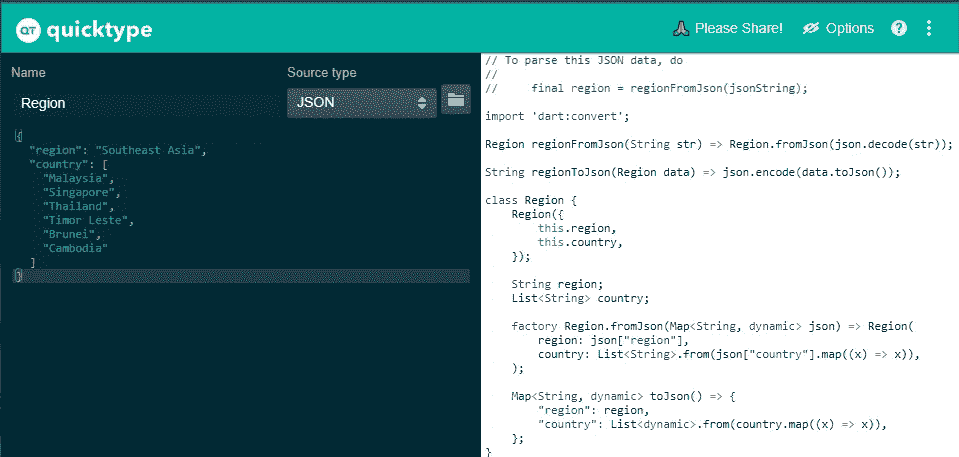 QT quicktype
Please Share! Options ?
Name
Source type
Region
JSON
{
  "region": "Southeast Asia",
  "country": [
    "Malaysia",
    "Singapore",
    "Thailand",
    "Timor Leste",
    "Brunei",
    "Cambodia"
  ]
}
// To parse this JSON data, do
//
//     final region = regionFromJson(jsonString);
import 'dart:convert';
Region regionFromJson(String str) => Region.fromJson(json.decode(str));
String regionToJson(Region data) => json.encode(data.toJson());
class Region {
    Region({
        this.region,
        this.country,
    });
    String region;
    List<String> country;
    factory Region.fromJson(Map<String, dynamic> json) => Region(
        region: json["region"],
        country: List<String>.from(json["country"].map((x) => x)),
    );
    Map<String, dynamic> toJson() => {
        "region": region,
        "country": List<dynamic>.from(country.map((x) => x)),
    };
}